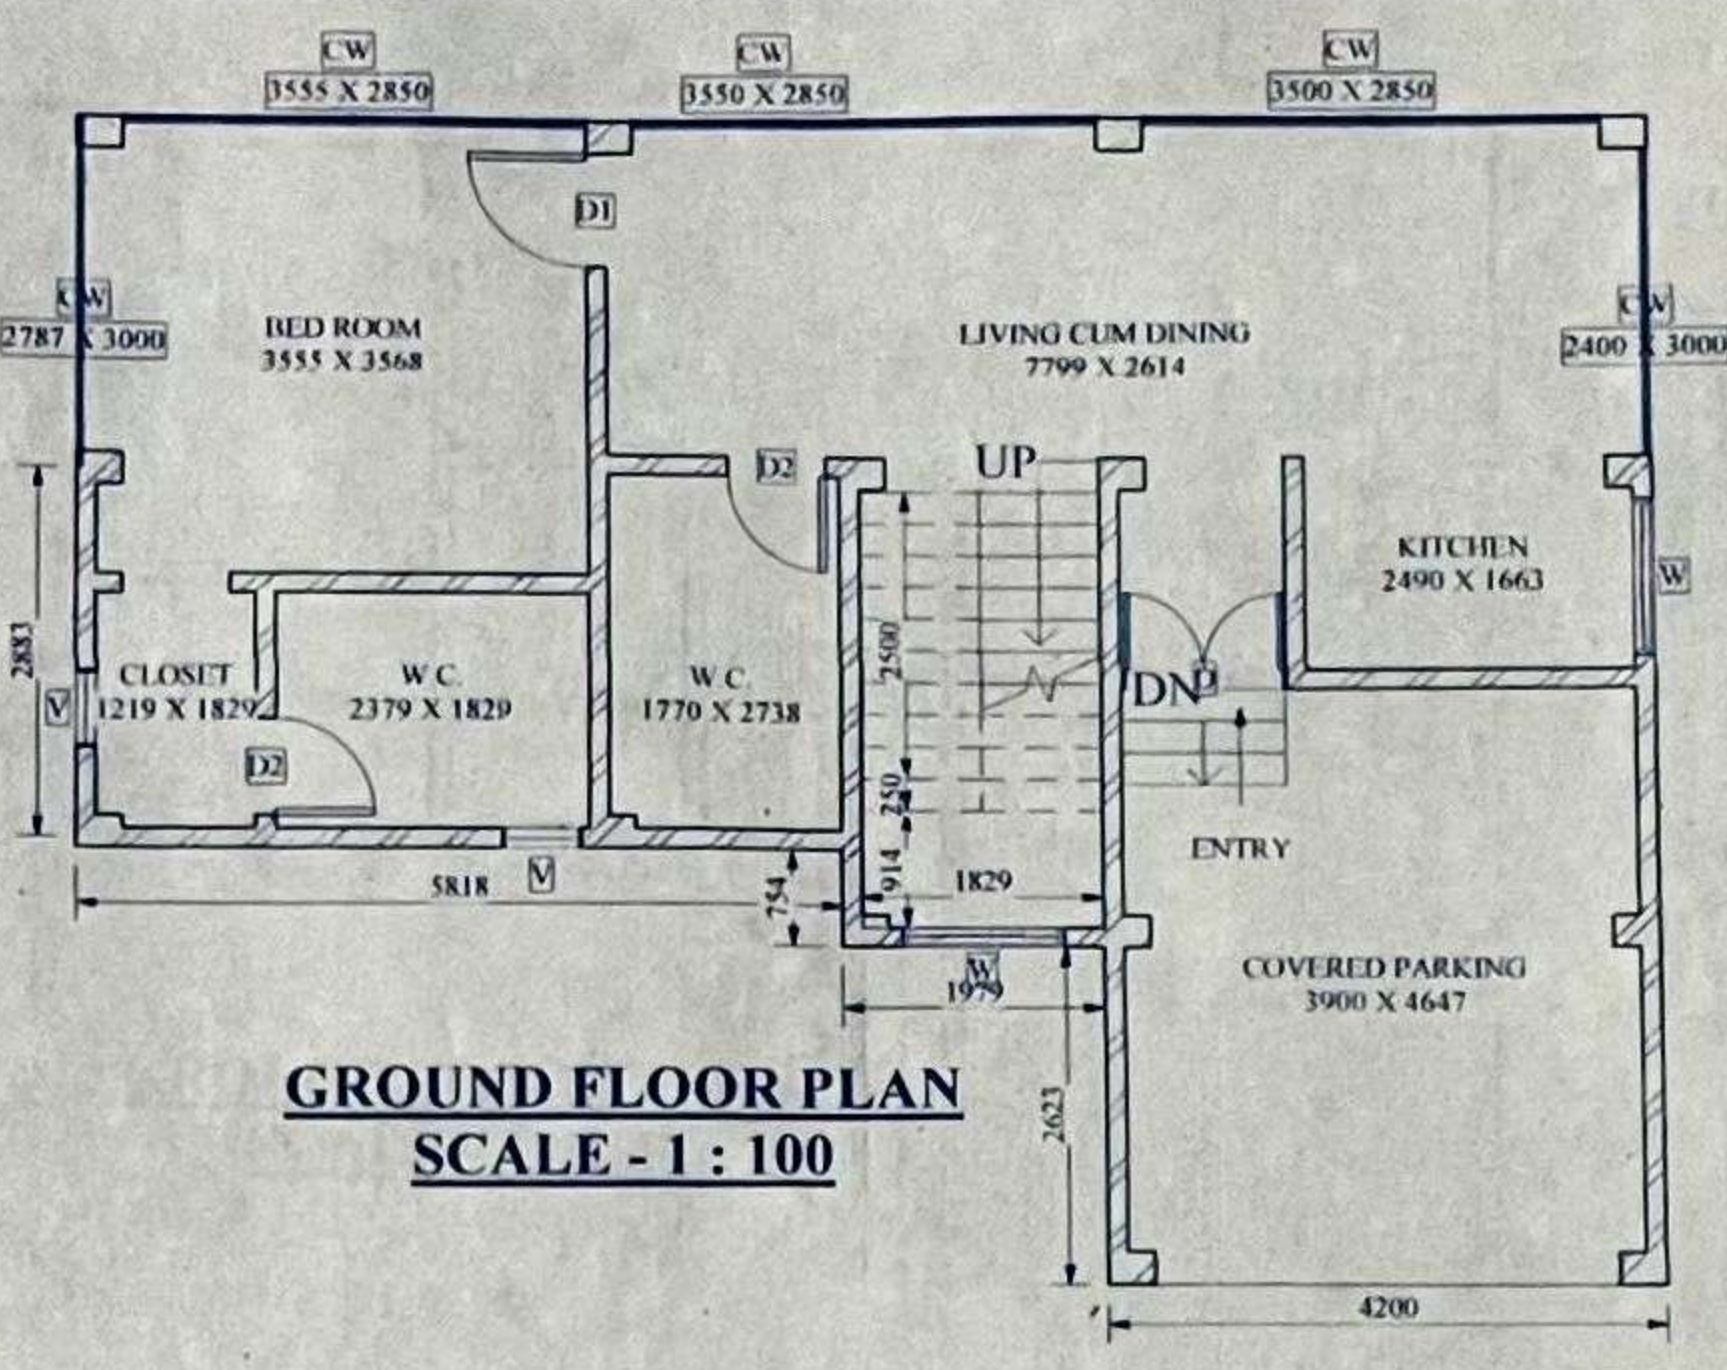 CW
3555 X 2850
CW
3550 X 2850
CW
3500 X 2850
D1
CW
2787 X 3000
BED ROOM
3555 X 3568
LIVING CUM DINING
7799 X 2614
CW
2400 X 3000
D2
UP
KITCHEN
2490 X 1663
W
2883
CLOSET
1219 X 1829
V
W C.
2379 X 1829
W C.
1770 X 2738
2500
DN
D2
250
ENTRY
5818
V
754
914
1829
W
1979
COVERED PARKING
3900 X 4647
GROUND FLOOR PLAN
SCALE - 1 : 100
2623
4200